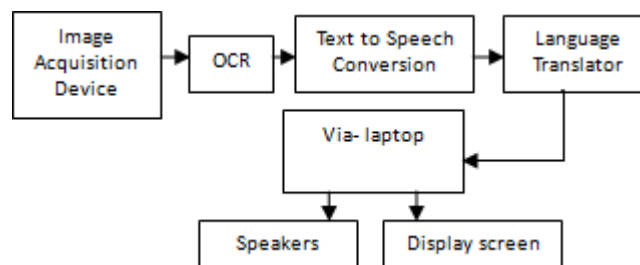 Image
Acquisition
Device
OCR
Text to Speech
Conversion
Language
Translator
Via- laptop
Speakers
Display screen